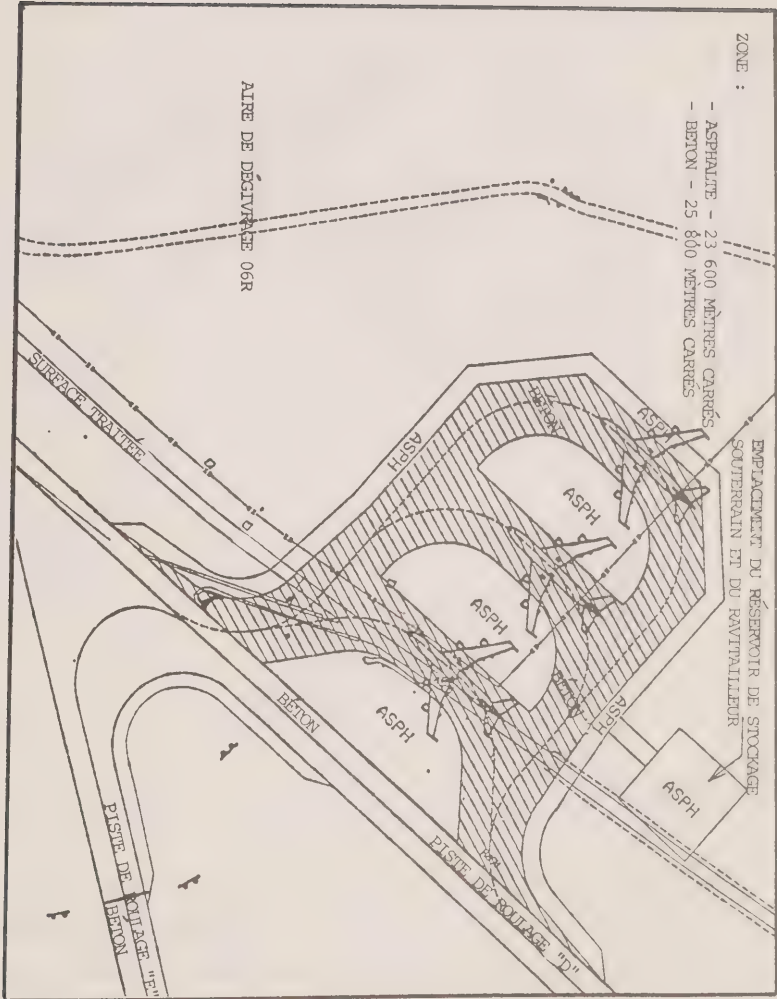 ZONE :
- ASPHALTE - 23 600 MÈTRES CARRÉS
- BÉTON - 25 800 MÈTRES CARRÉS
EMPLACEMENT DU RÉSERVOIR DE STOCKAGE
SOUTERRAIN ET DU RAVITAILLEUR
AIRE DE DÉGIVRAGE 06R
SURFACE TRAITÉE
ASPH
BÉTON
ASPH
ASPH
ASPH
ASPH
BÉTON
ASPH
ASPH
BÉTON
PISTE DE ROULAGE "D"
PISTE DE ROULAGE "E"
BÉTON